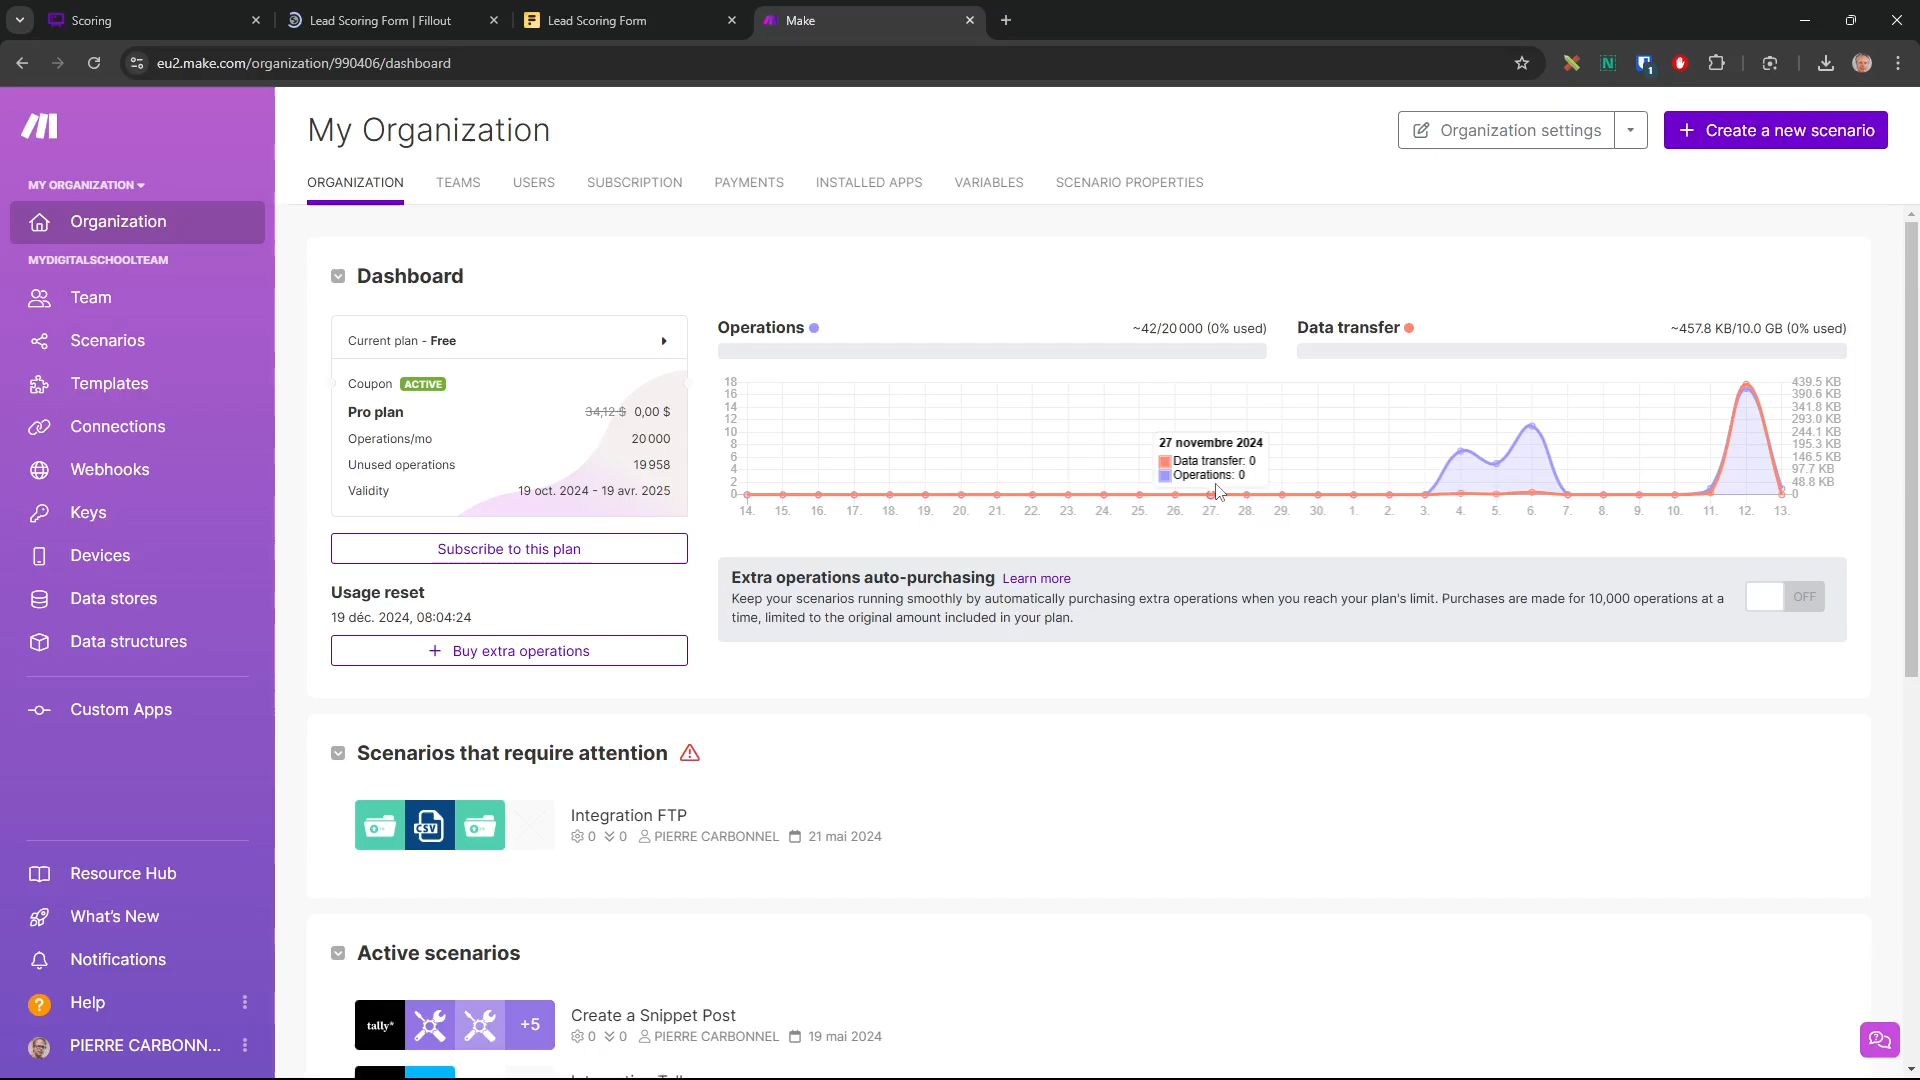 Scoring
Lead Scoring Form | Fillout
Lead Scoring Form
Make
eu2.make.com/organization/990406/dashboard
MY ORGANIZATION
Organization
MYDIGITALSCHOOLTEAM
Team
Scenarios
Templates
Connections
Webhooks
Keys
Devices
Data stores
Data structures
Custom Apps
Resource Hub
What's New
Notifications
Help
PIERRE CARBONN...
My Organization
Organization settings
+ Create a new scenario
ORGANIZATION TEAMS USERS SUBSCRIPTION PAYMENTS INSTALLED APPS VARIABLES SCENARIO PROPERTIES
Dashboard
Current plan - Free
Coupon ACTIVE
Pro plan 34,12 $ 0,00 $
Operations/mo 20 000
Unused operations 19 958
Validity 19 oct. 2024 - 19 avr. 2025
Subscribe to this plan
Usage reset
19 déc. 2024, 08:04:24
+ Buy extra operations
Operations ~42/20 000 (0% used)
Data transfer ~457.8 KB/10.0 GB (0% used)
18
16
14
12
10
8
6
4
2
0
439.5 KB
390.6 KB
341.8 KB
293.0 KB
244.1 KB
195.3 KB
146.5 KB
97.7 KB
48.8 KB
0
27 novembre 2024
Data transfer: 0
Operations: 0
14. 15. 16. 17. 18. 19. 20. 21. 22. 23. 24. 25. 26. 27. 28. 29. 30. 1. 2. 3. 4. 5. 6. 7. 8. 9. 10. 11. 12. 13.
Extra operations auto-purchasing Learn more
Keep your scenarios running smoothly by automatically purchasing extra operations when you reach your plan's limit. Purchases are made for 10,000 operations at a
time, limited to the original amount included in your plan.
OFF
Scenarios that require attention
CSV
Integration FTP
0 0 PIERRE CARBONNEL 21 mai 2024
Active scenarios
tally*
+5
Create a Snippet Post
0 0 PIERRE CARBONNEL 19 mai 2024